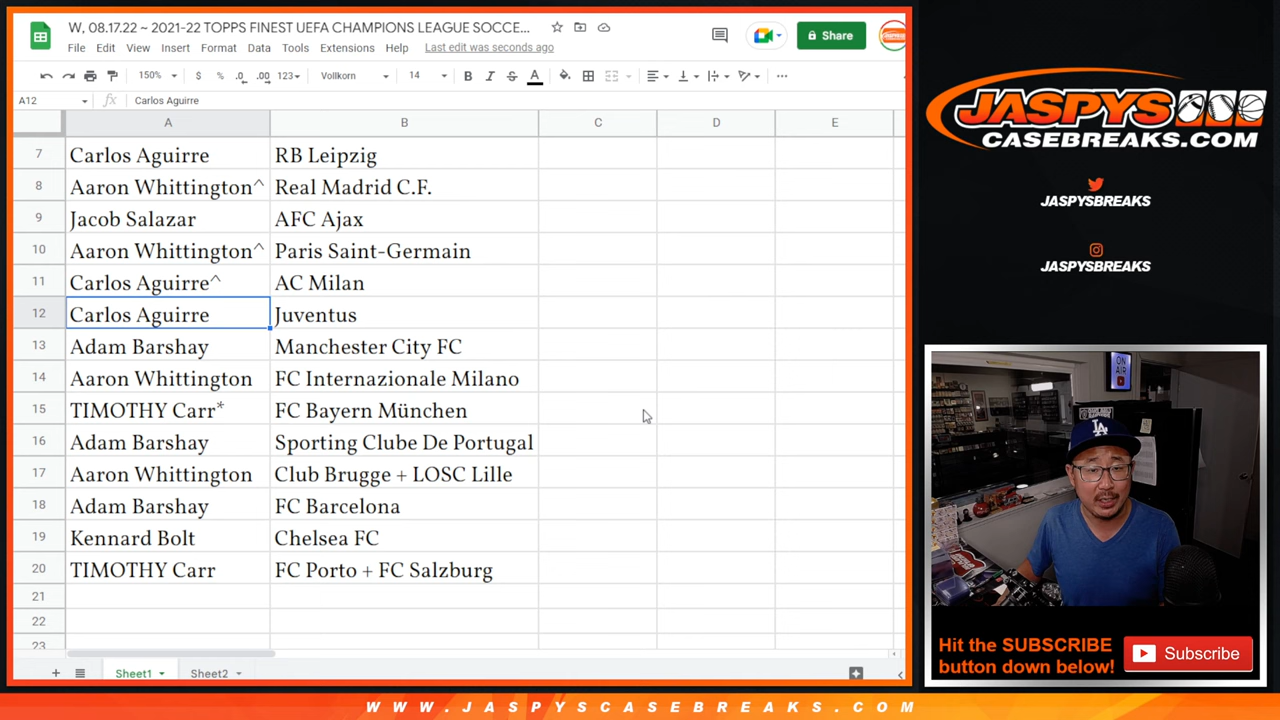 W, 08.17.22 ~ 2021-22 TOPPS FINEST UEFA CHAMPIONS LEAGUE SOCCE...
File Edit View Insert Format Data Tools Extensions Help Last edit was seconds ago
Share
150% $ % .0 .00 123 Vollkorn 14 B I S A
A12 fx Carlos Aguirre
A B C D E
7 Carlos Aguirre RB Leipzig
8 Aaron Whittington^ Real Madrid C.F.
9 Jacob Salazar AFC Ajax
10 Aaron Whittington^ Paris Saint-Germain
11 Carlos Aguirre^ AC Milan
12 Carlos Aguirre Juventus
13 Adam Barshay Manchester City FC
14 Aaron Whittington FC Internazionale Milano
15 TIMOTHY Carr* FC Bayern München
16 Adam Barshay Sporting Clube De Portugal
17 Aaron Whittington Club Brugge + LOSC Lille
18 Adam Barshay FC Barcelona
19 Kennard Bolt Chelsea FC
20 TIMOTHY Carr FC Porto + FC Salzburg
21
22
23
Sheet1 Sheet2
JASPYS
CASEBREAKS.COM
JASPYSBREAKS
JASPYSBREAKS
ON AIR
LA
Hit the SUBSCRIBE
button down below!
Subscribe
WWW.JASPYSCASEBREAKS.COM